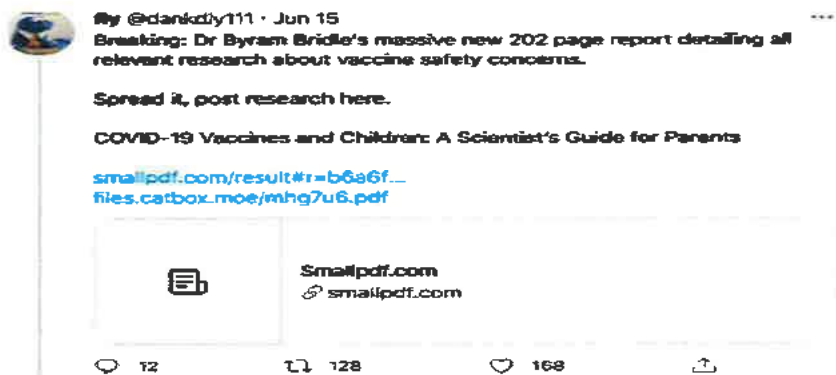 fly @dankdly111 · Jun 15
Breaking: Dr Byram Bridle's massive new 202 page report detailing all
relevant research about vaccine safety concerns.
Spread it, post research here.
COVID-19 Vaccines and Children: A Scientist's Guide for Parents
smallpdf.com/result#r=b6a6f...
files.catbox.moe/mhg7u6.pdf
Smallpdf.com
smallpdf.com
12 128 168